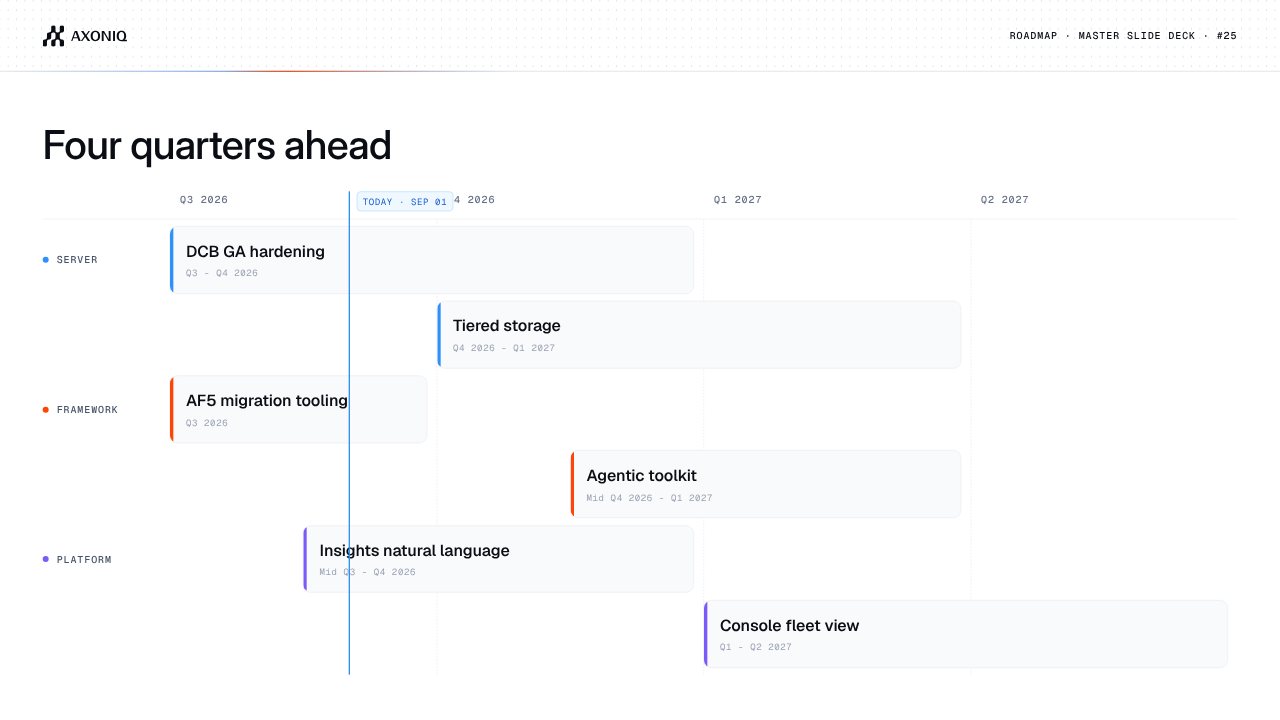 AXONIQ
ROADMAP · MASTER SLIDE DECK · #25
Four quarters ahead
Q3 2026
TODAY · SEP 01
4 2026
Q1 2027
Q2 2027
SERVER
DCB GA hardening
Q3 - Q4 2026
Tiered storage
Q4 2026 - Q1 2027
FRAMEWORK
AF5 migration tooling
Q3 2026
Agentic toolkit
Mid Q4 2026 - Q1 2027
PLATFORM
Insights natural language
Mid Q3 - Q4 2026
Console fleet view
Q1 - Q2 2027